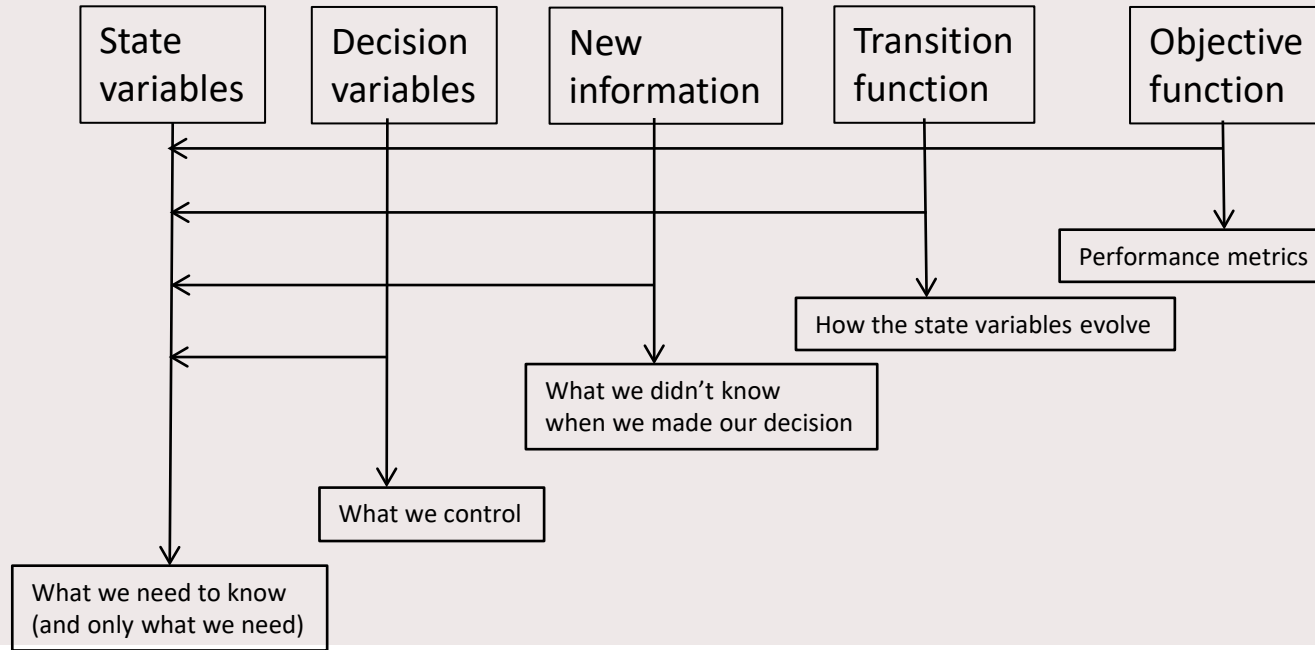 State
variables
Decision
variables
New
information
Transition
function
Objective
function
Performance metrics
How the state variables evolve
What we didn’t know
when we made our decision
What we control
What we need to know
(and only what we need)